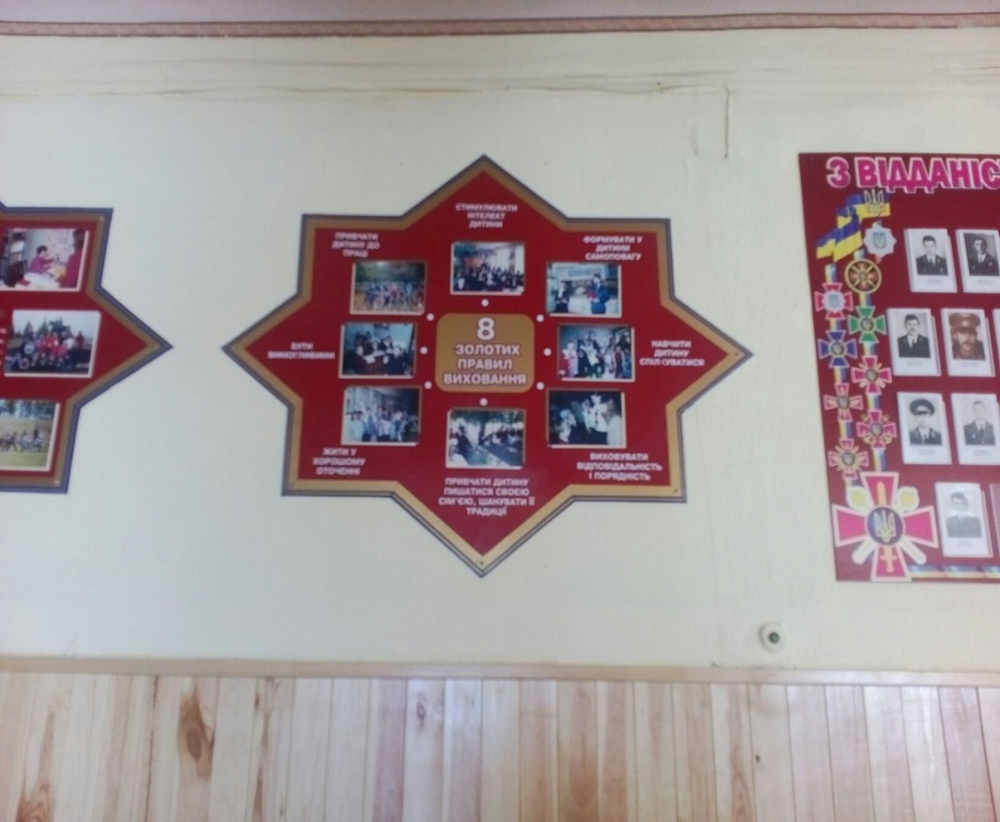 СТИМУЛЮВАТИ
ІНТЕЛЕКТ
ДИТИНИ
ПРИВЧАТИ
ДИТИНУ ДО
ПРАЦІ
ФОРМУВАТИ У
ДИТИНИ
САМОПОВАГУ
БУТИ
ВИМОГЛИВИМИ
8
ЗОЛОТИХ
ПРАВИЛ
ВИХОВАННЯ
НАВЧИТИ
ДИТИНУ
СПІЛКУВАТИСЯ
ЖИТИ У
ХОРОШОМУ
ОТОЧЕННІ
ПРИВЧАТИ ДИТИНУ
ПИШАТИСЯ СВОЄЮ
СІМ'ЄЮ, ШАНУВАТИ ЇЇ
ТРАДИЦІЇ
ВИХОВУВАТИ
ВІДПОВІДАЛЬНІСТЬ
І ПОРЯДНІСТЬ
З ВІДДАНІС